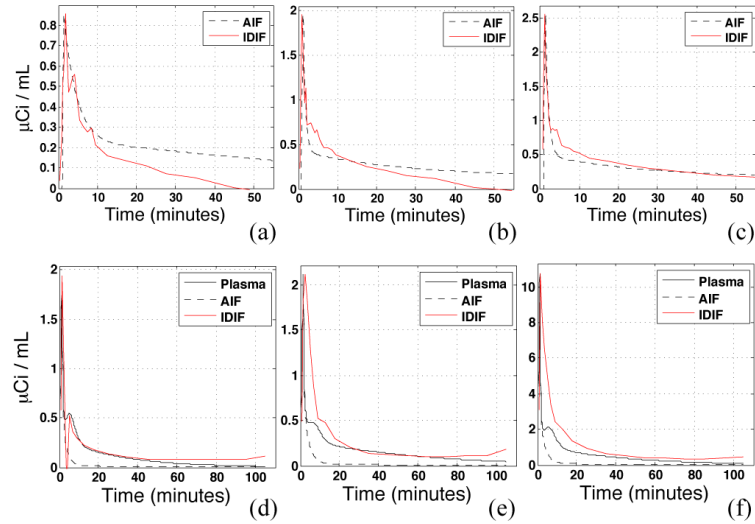 0.8
0.7
0.6
0.5
0.4
0.3
0.2
0.1
0
μCi / mL
AIF
IDIF
0 10 20 30 40 50
Time (minutes)
(a)
2
1.5
1
0.5
0
AIF
IDIF
0 10 20 30 40 50
Time (minutes)
(b)
2.5
2
1.5
1
0.5
0
AIF
IDIF
0 10 20 30 40 50
Time (minutes)
(c)
2
1.5
1
0.5
0
μCi / mL
Plasma
AIF
IDIF
0 20 40 60 80 100
Time (minutes)
(d)
2
1.5
1
0.5
0
Plasma
AIF
IDIF
0 20 40 60 80 100
Time (minutes)
(e)
10
8
6
4
2
0
Plasma
AIF
IDIF
0 20 40 60 80 100
Time (minutes)
(f)